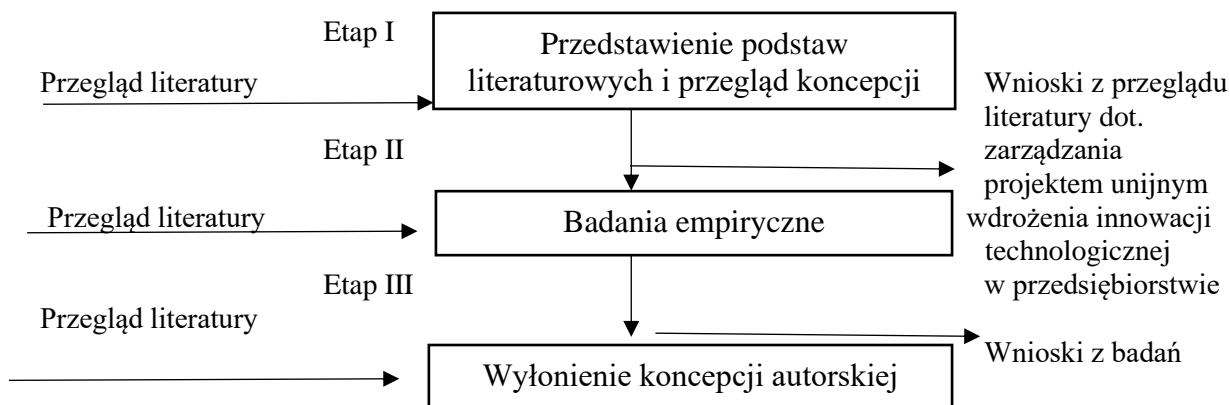 Etap I
Przedstawienie podstaw
literaturowych i przegląd koncepcji
Przegląd literatury
Wnioski z przeglądu
literatury dot.
zarządzania
projektem unijnym
wdrożenia innowacji
technologicznej
w przedsiębiorstwie
Etap II
Przegląd literatury
Badania empiryczne
Etap III
Przegląd literatury
Wnioski z badań
Wyłonienie koncepcji autorskiej